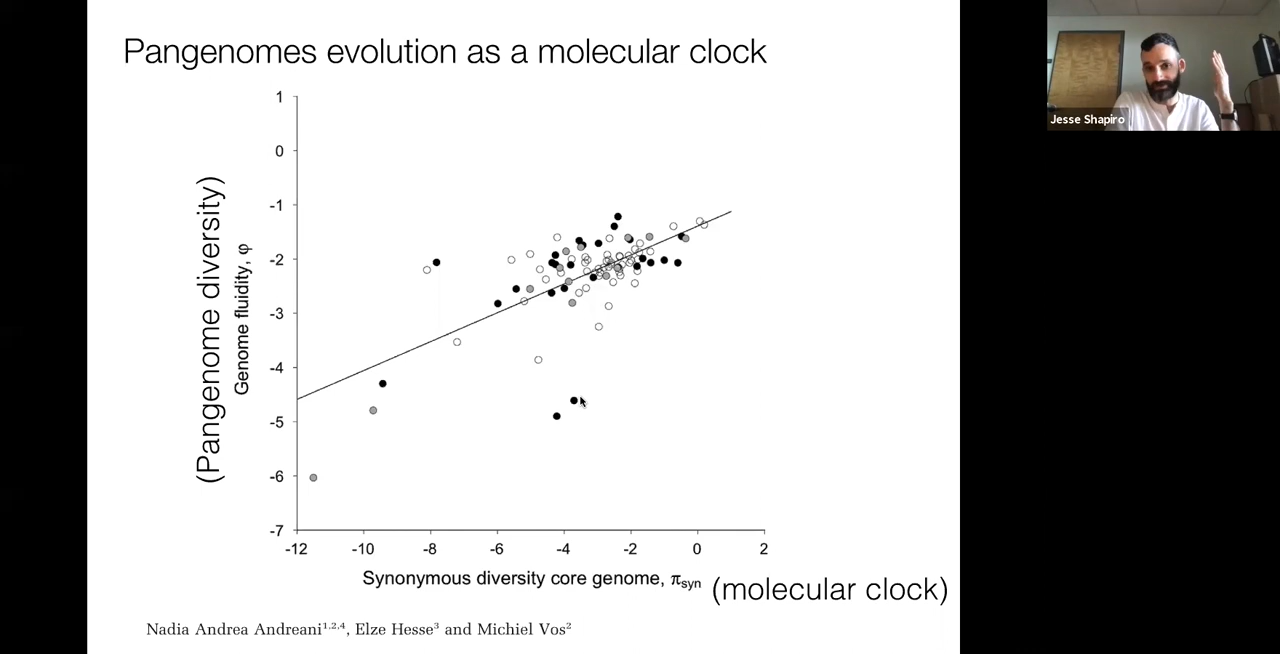 Pangenomes evolution as a molecular clock
Jesse Shapiro
(Pangenome diversity)
Genome fluidity, φ
1
0
-1
-2
-3
-4
-5
-6
-7
-12 -10 -8 -6 -4 -2 0 2
Synonymous diversity core genome, πsyn (molecular clock)
Nadia Andrea Andreani1,2,4, Elze Hesse3 and Michiel Vos2